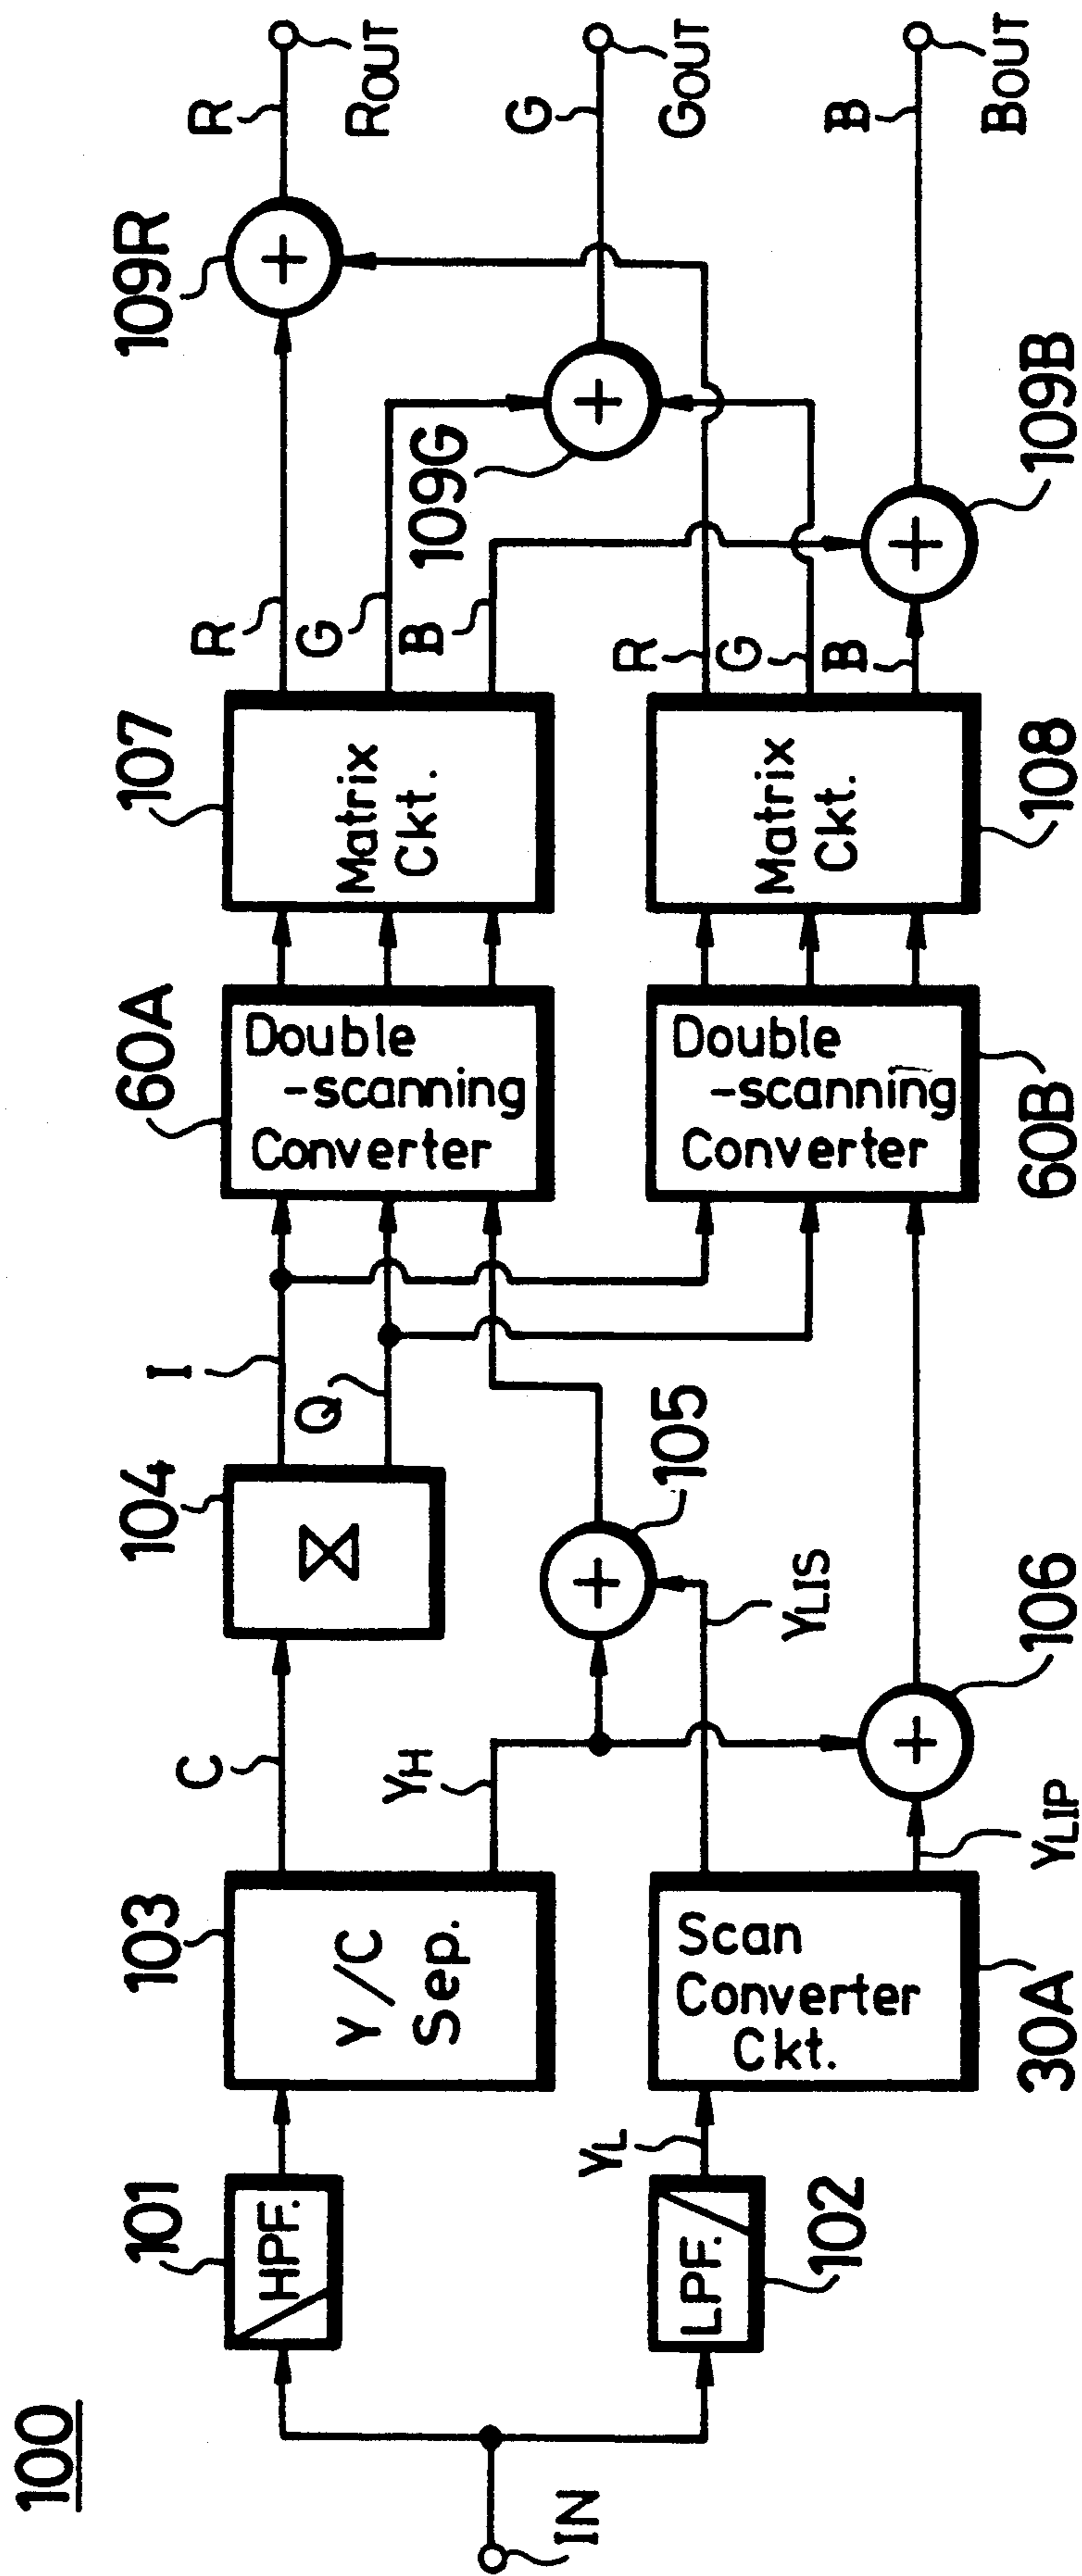 100
IN
101
HPF.
LPF.
102
YL
103
Y/C
Sep.
Scan
Converter
Ckt.
30A
C
YH
YLIS
YLIP
104
I
Q
105
106
60A
Double
-scanning
Converter
Double
-scanning
Converter
60B
107
Matrix
Ckt.
Matrix
Ckt.
108
R
G
B
R
G
B
109R
109G
109B
R
ROUT
G
GOUT
B
BOUT